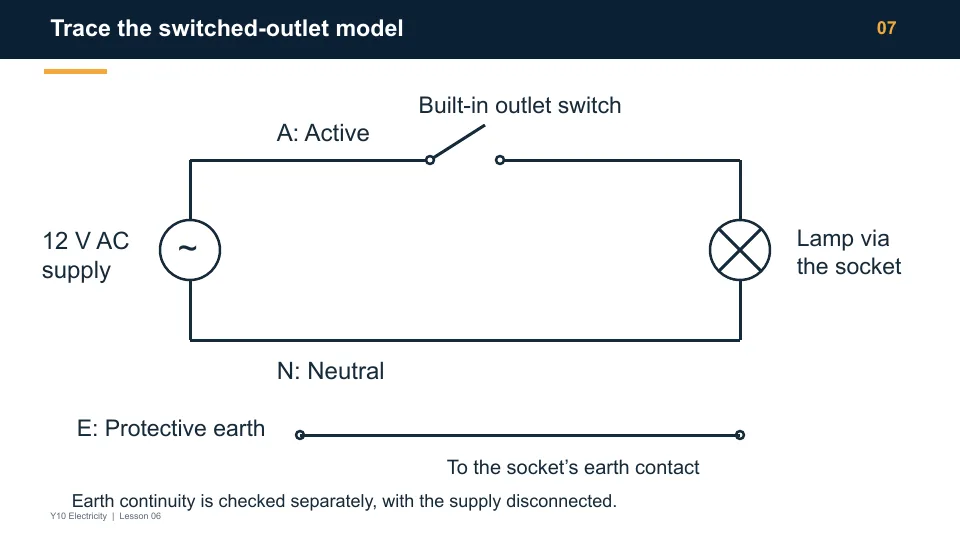 Trace the switched-outlet model
07
Built-in outlet switch
A: Active
12 V AC
supply
~
Lamp via
the socket
N: Neutral
E: Protective earth
To the socket’s earth contact
Earth continuity is checked separately, with the supply disconnected.
Y10 Electricity | Lesson 06